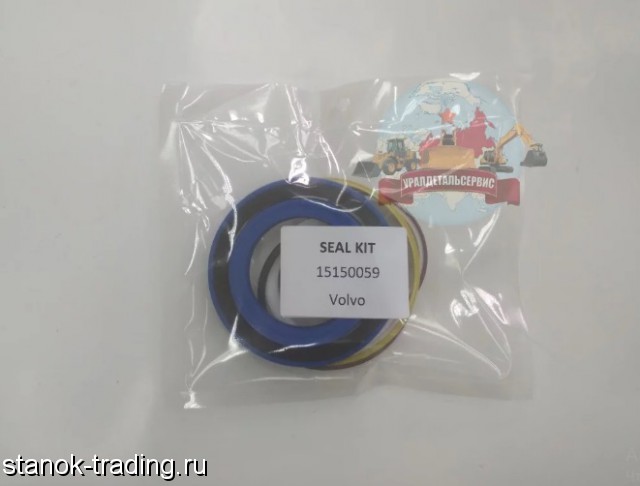 УРАЛДЕТАЛЬСЕРВИС
SEAL KIT
15150059
Volvo
stanok-trading.ru